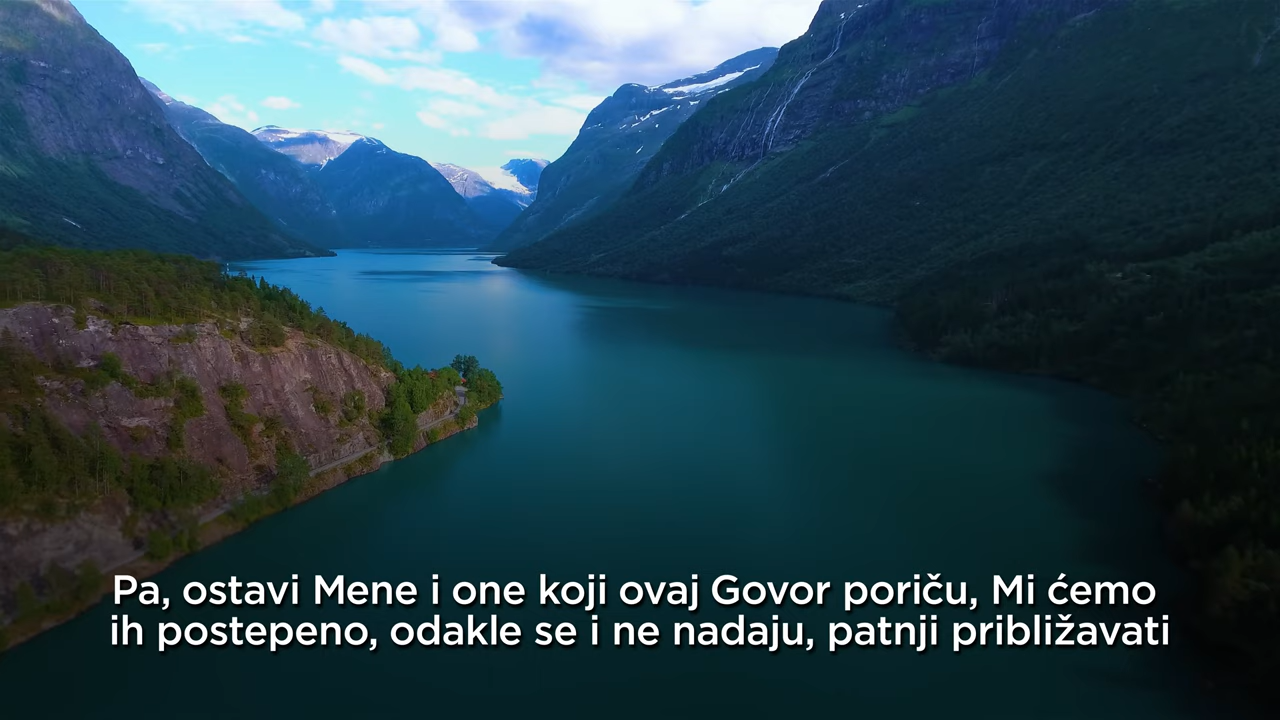 Pa, ostavi Mene i one koji ovaj Govor poriču, Mi ćemo
ih postepeno, odakle se i ne nadaju, patnji približavati